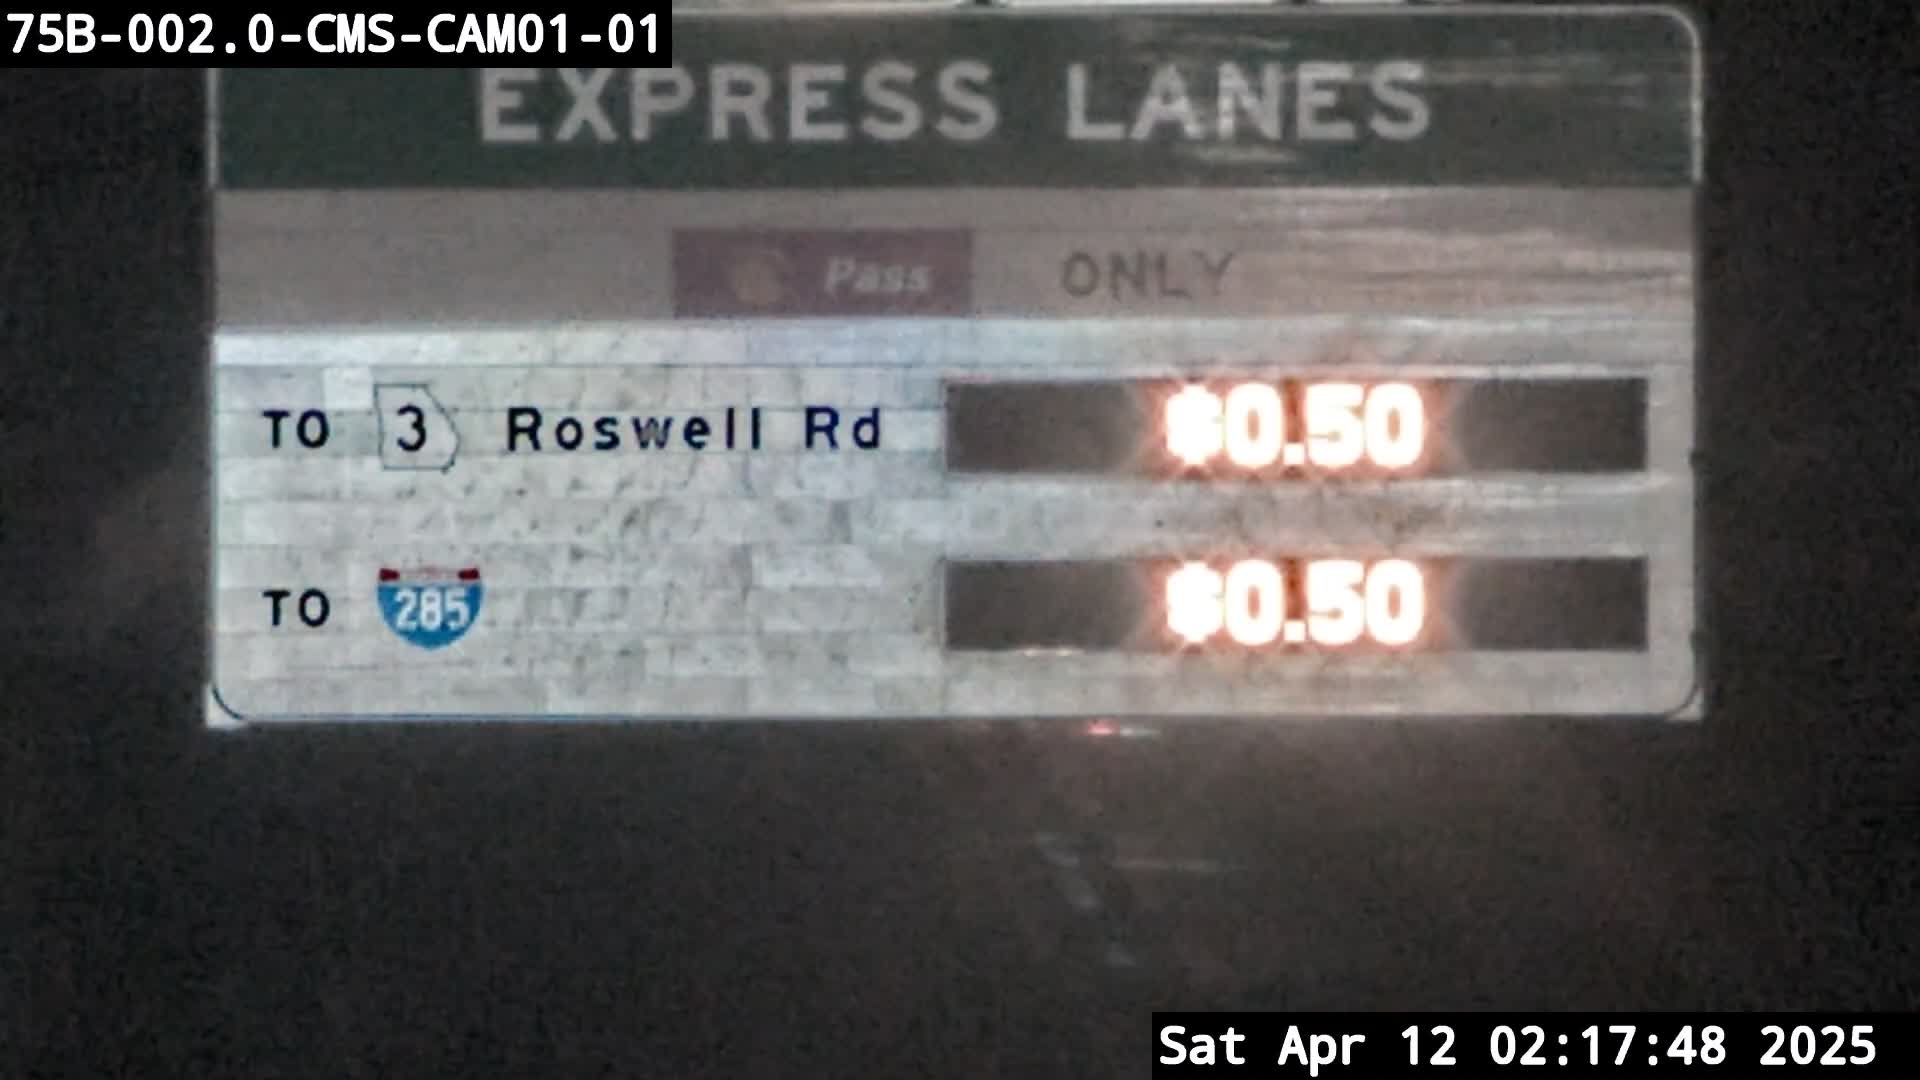 75B-002.0-CMS-CAM01-01
EXPRESS LANES
Pass ONLY
TO 3 Roswell Rd $0.50
TO 285 $0.50
Sat Apr 12 02:17:48 2025